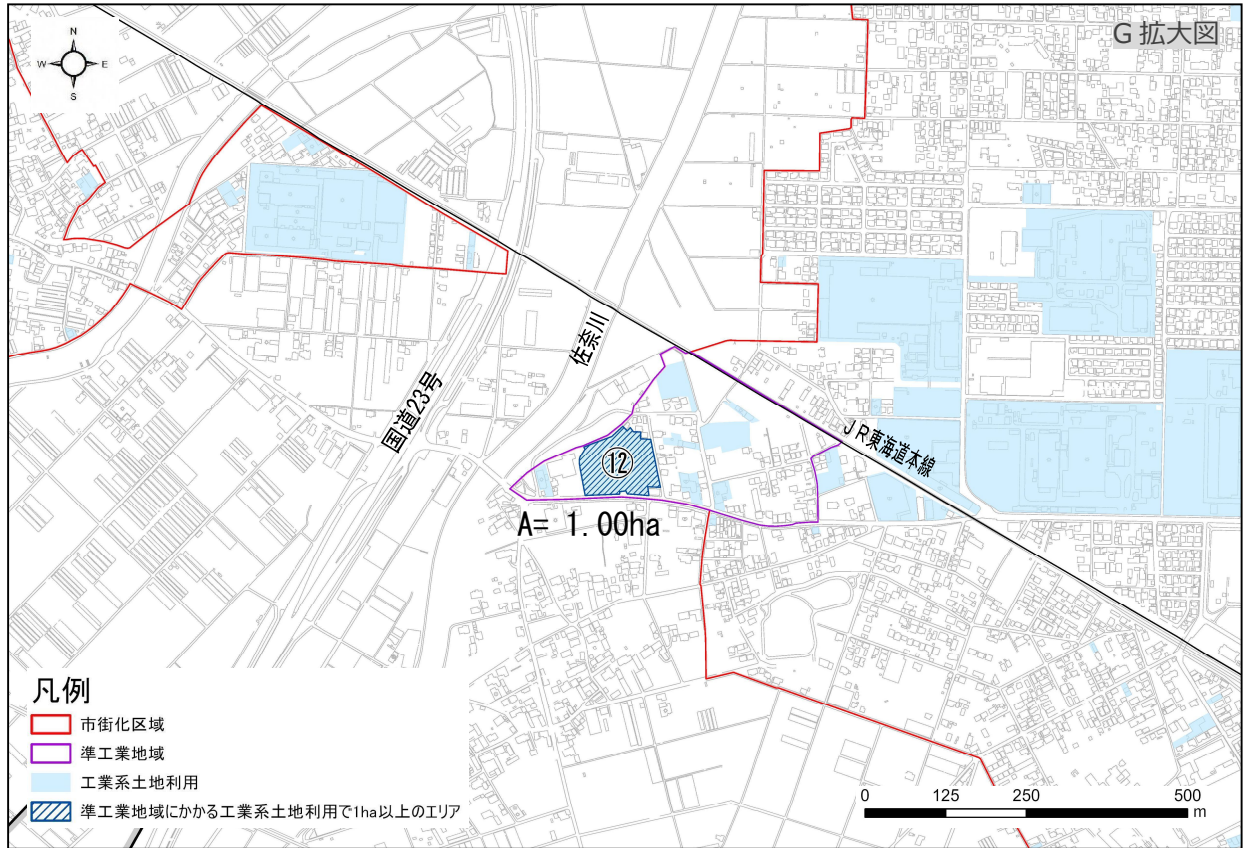 G 拡大図
N
W
E
S
佐奈川
国道23号
JR東海道本線
⑫
A= 1.00ha
凡例
市街化区域
準工業地域
工業系土地利用
準工業地域にかかる工業系土地利用で1ha以上のエリア
0 125 250 500
m